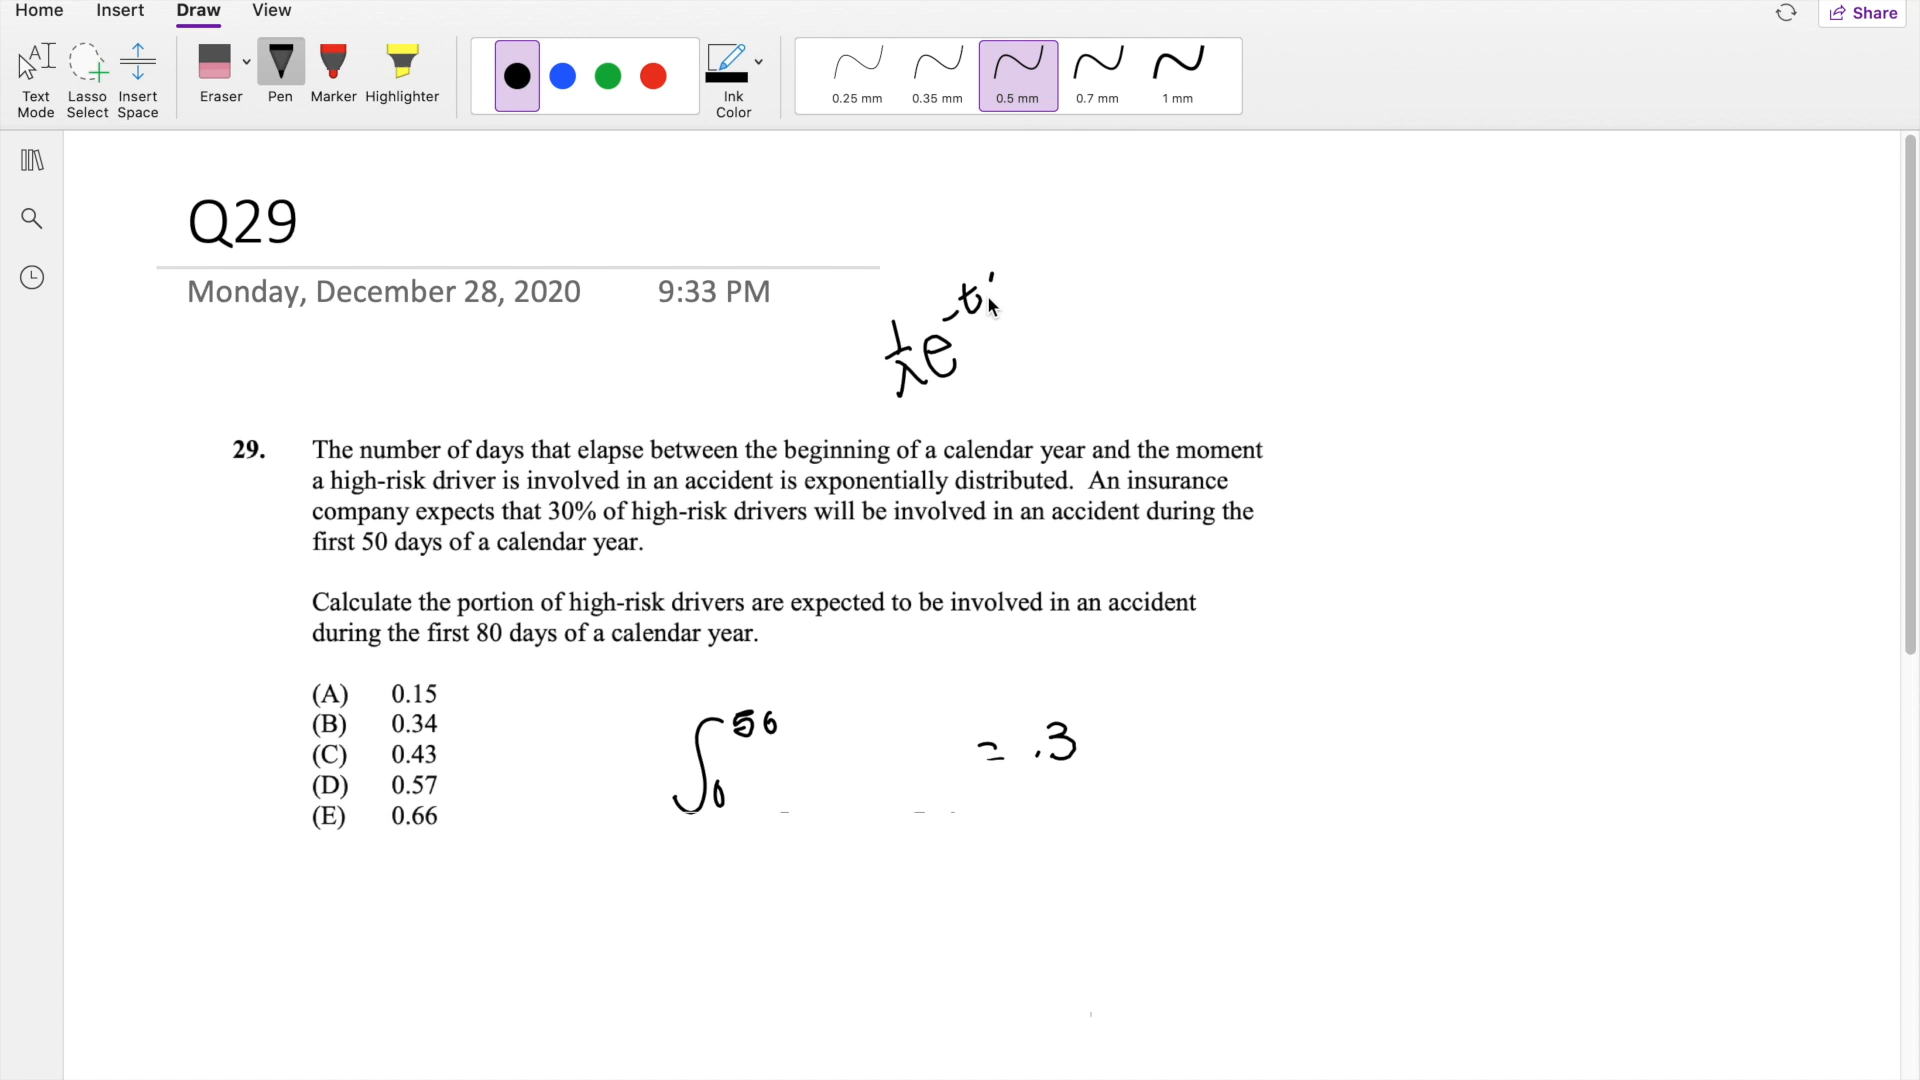 Home Insert Draw View
Share
Text Mode
Lasso Select
Insert Space
Eraser
Pen
Marker
Highlighter
Ink Color
0.25 mm
0.35 mm
0.5 mm
0.7 mm
1 mm
Q29
Monday, December 28, 2020 9:33 PM
1/λ e^-t
29. The number of days that elapse between the beginning of a calendar year and the moment
a high-risk driver is involved in an accident is exponentially distributed. An insurance
company expects that 30% of high-risk drivers will be involved in an accident during the
first 50 days of a calendar year.
Calculate the portion of high-risk drivers are expected to be involved in an accident
during the first 80 days of a calendar year.
(A) 0.15
(B) 0.34
(C) 0.43
(D) 0.57
(E) 0.66
∫ 0 50 = .3